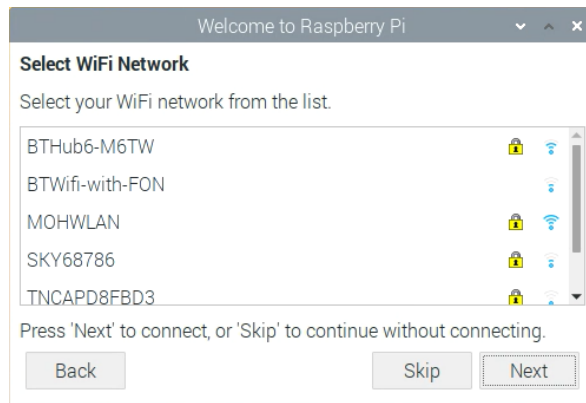 Welcome to Raspberry Pi
Select WiFi Network
Select your WiFi network from the list.
BTHub6-M6TW
BTWifi-with-FON
MOHWLAN
SKY68786
TNCAPD8FBD3
Press 'Next' to connect, or 'Skip' to continue without connecting.
Back Skip Next